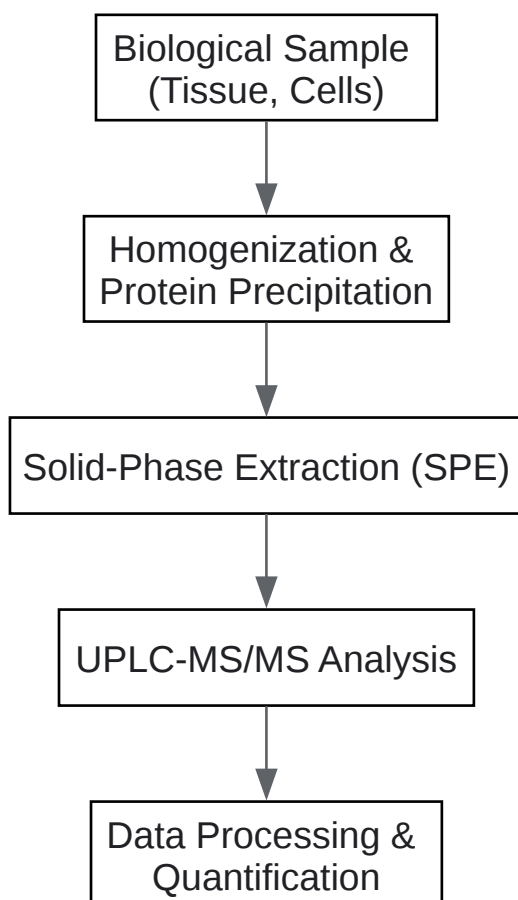 Biological Sample
(Tissue, Cells)
Homogenization &
Protein Precipitation
Solid-Phase Extraction (SPE)
UPLC-MS/MS Analysis
Data Processing &
Quantification